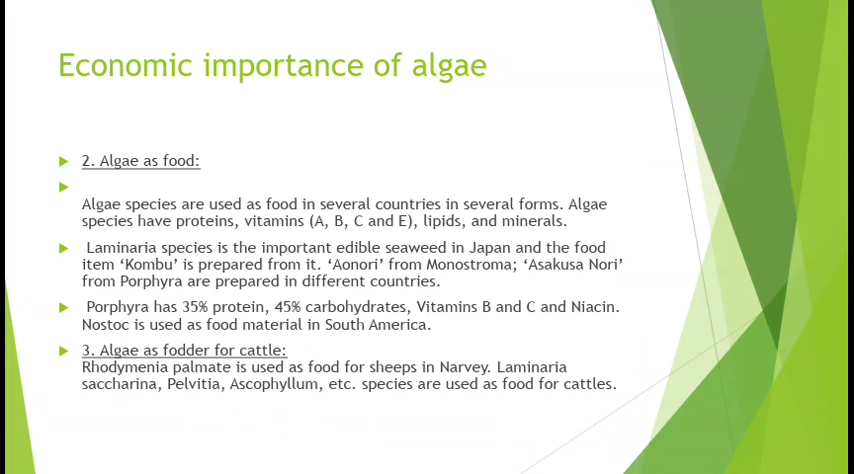 Economic importance of algae
2. Algae as food:
Algae species are used as food in several countries in several forms. Algae
species have proteins, vitamins (A, B, C and E), lipids, and minerals.
Laminaria species is the important edible seaweed in Japan and the food
item ‘Kombu’ is prepared from it. ‘Aonori’ from Monostroma; ‘Asakusa Nori’
from Porphyra are prepared in different countries.
Porphyra has 35% protein, 45% carbohydrates, Vitamins B and C and Niacin.
Nostoc is used as food material in South America.
3. Algae as fodder for cattle:
Rhodymenia palmate is used as food for sheeps in Narvey. Laminaria
saccharina, Pelvitia, Ascophyllum, etc. species are used as food for cattles.